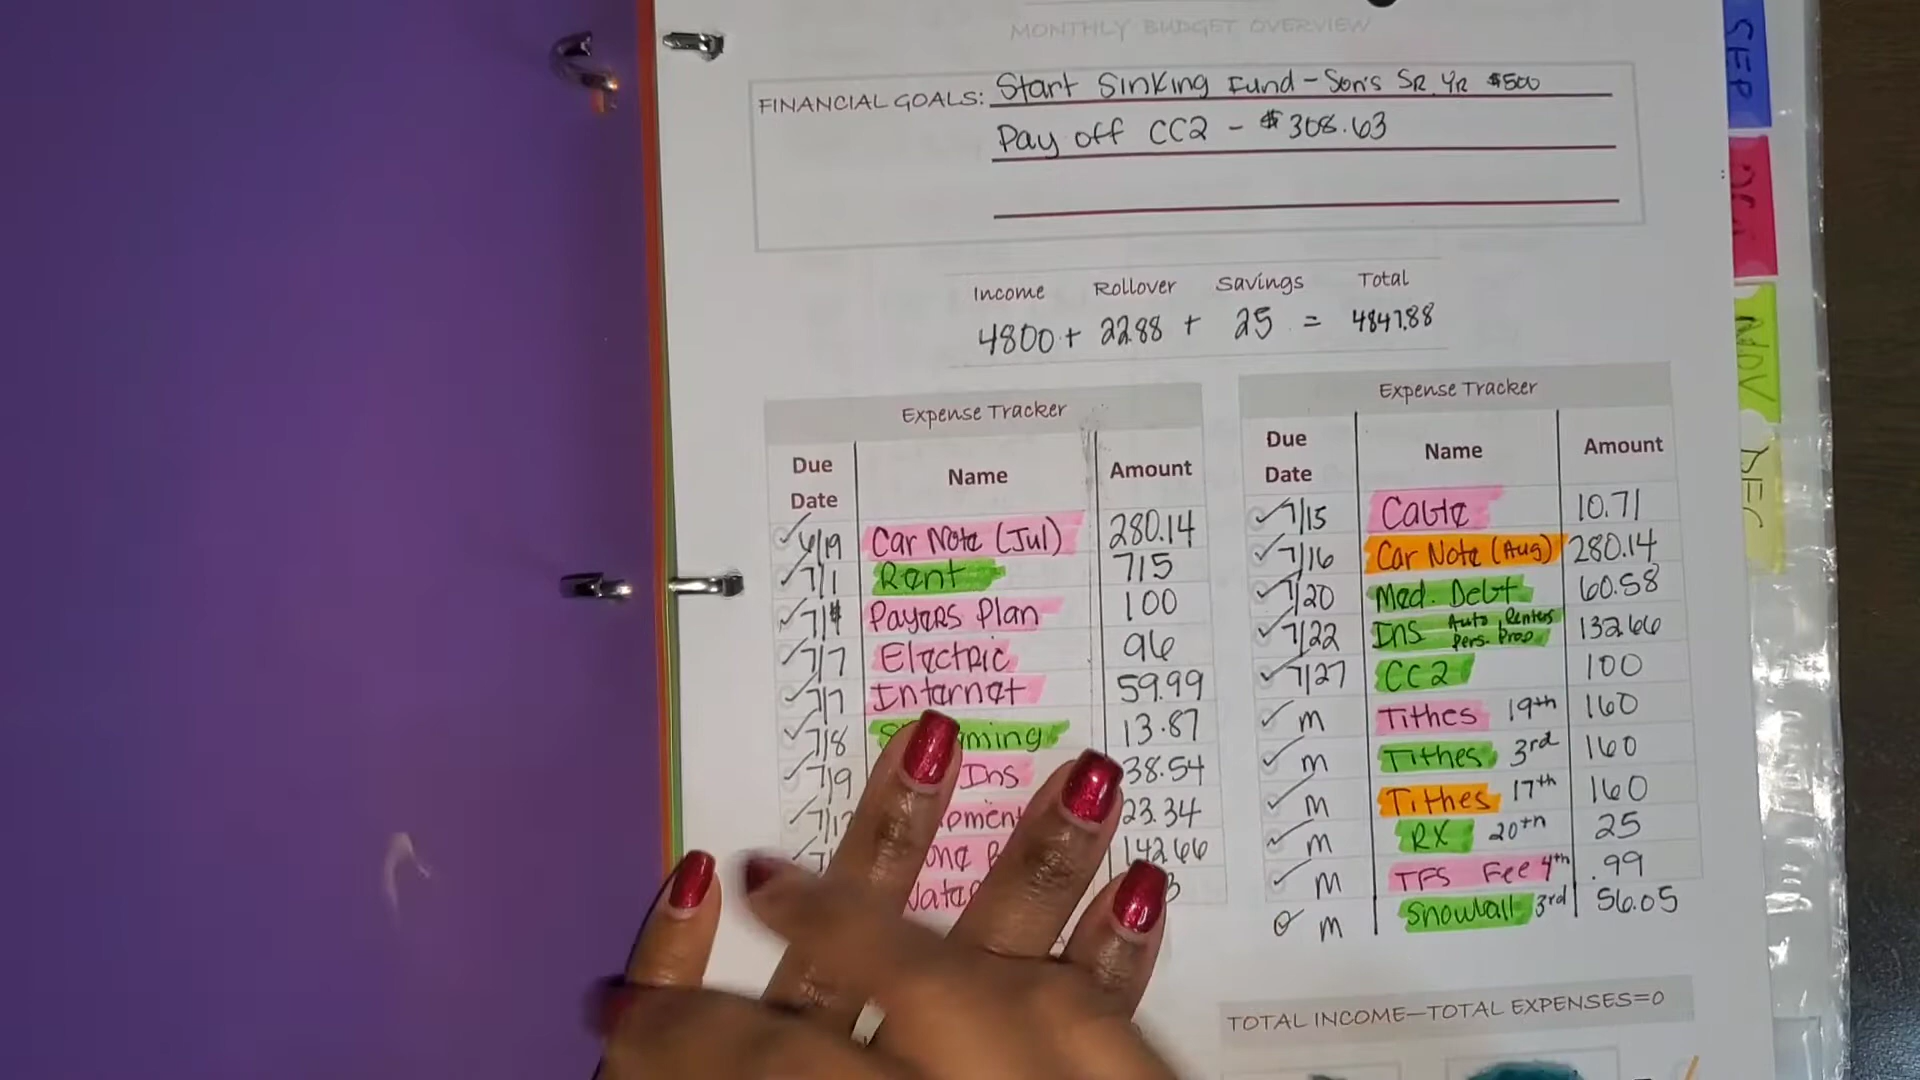 MONTHLY BUDGET OVERVIEW
FINANCIAL GOALS: Start Sinking Fund - Son's SR YR $500
Pay off CC2 - $308.63
Income Rollover Savings Total
4800 + 22.88 + 25 = 4847.88
Expense Tracker
Due Date Name Amount
6/19 Car Note (Jul) 280.14
7/1 Rent 715
Payers Plan 100
7/7 Electric 96
7/7 Internet 59.99
7/8 13.87
7/9 Ins 38.54
23.34
142.66
Expense Tracker
Due Date Name Amount
7/15 Cable 10.71
7/16 Car Note (Aug) 280.14
7/20 Med. Debt 60.58
7/22 Ins Auto Renters Pers. Prop 132.66
7/27 CC2 100
m Tithes 19th 160
m Tithes 3rd 160
m Tithes 17th 160
m RX 20th 25
m TFS Fee 4th .99
m Snowball 3rd 56.05
TOTAL INCOME—TOTAL EXPENSES=0
SEP
NOV
DEC